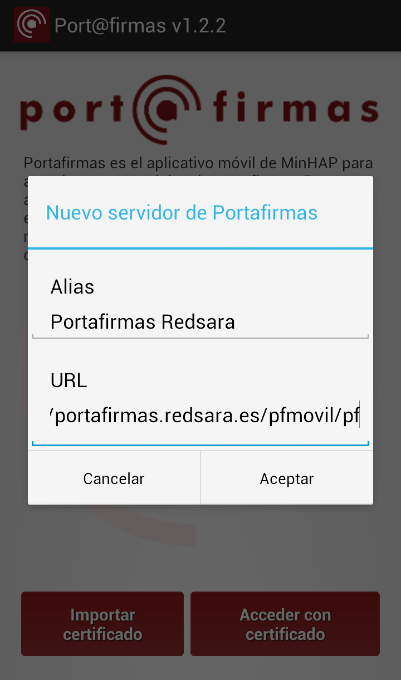 Port@firmas v1.2.2
port@firmas
Portafirmas es el aplicativo móvil de MinHAP para
Nuevo servidor de Portafirmas
Alias
Portafirmas Redsara
URL
/portafirmas.redsara.es/pfmovil/pf
Cancelar
Aceptar
Importar
certificado
Acceder con
certificado